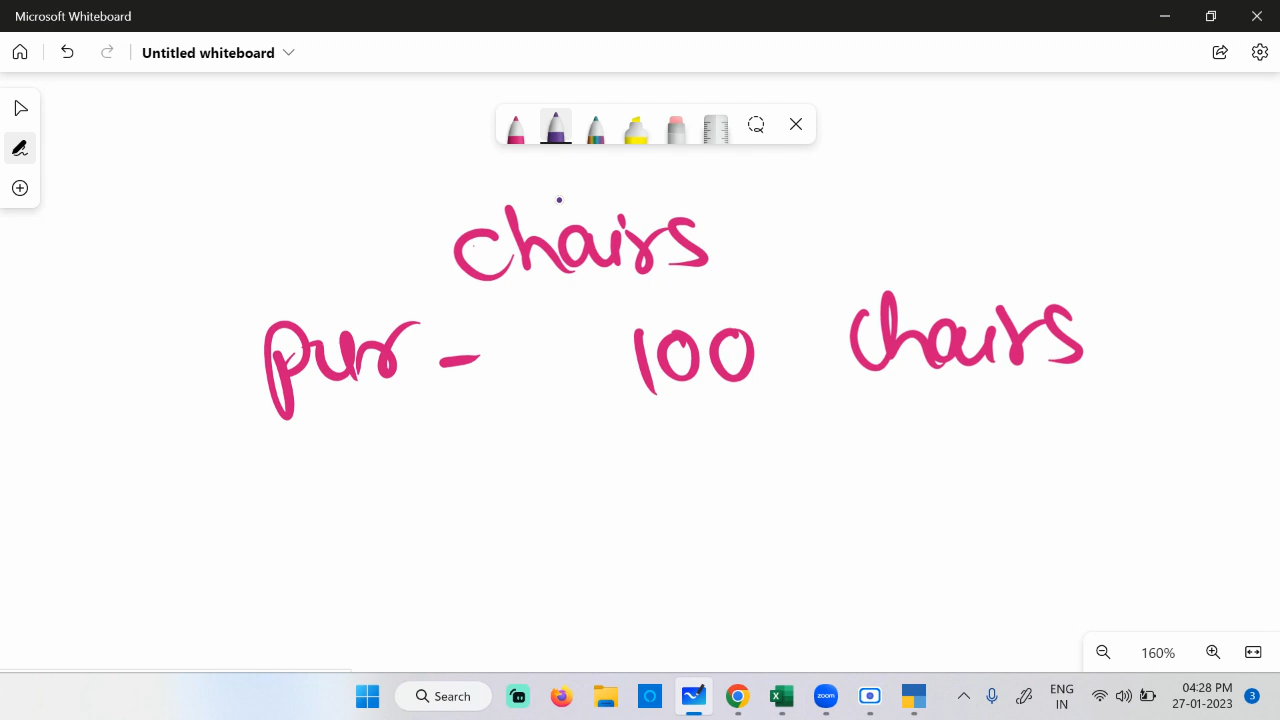 Microsoft Whiteboard
Untitled whiteboard
chairs
pur - 100 chairs
160%
Search
zoom
ENG
IN
04:28 PM
27-01-2023
3